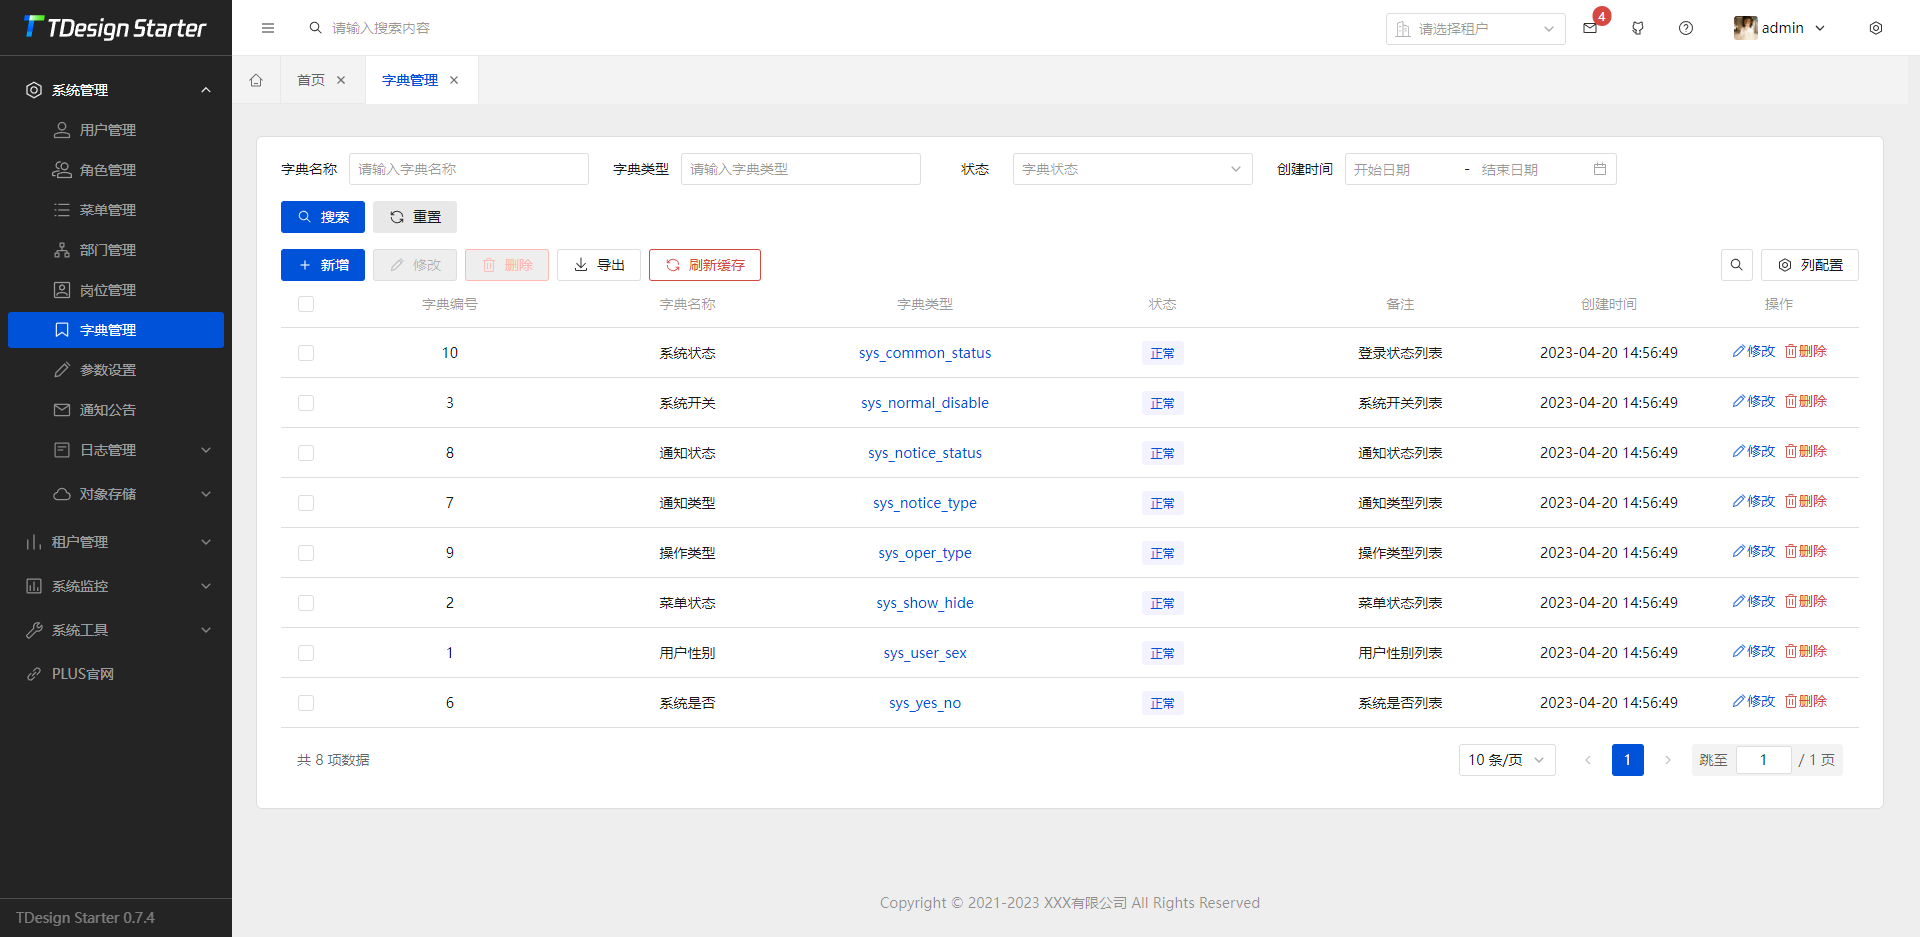 TDesign Starter
请输入搜索内容
请选择租户
4
admin
系统管理
用户管理
角色管理
菜单管理
部门管理
岗位管理
字典管理
参数设置
通知公告
日志管理
对象存储
租户管理
系统监控
系统工具
PLUS官网
TDesign Starter 0.7.4
首页 字典管理
字典名称 请输入字典名称 字典类型 请输入字典类型 状态 字典状态 创建时间 开始日期 - 结束日期
搜索 重置
新增 修改 删除 导出 刷新缓存 列配置
字典编号 字典名称 字典类型 状态 备注 创建时间 操作
10 系统状态 sys_common_status 正常 登录状态列表 2023-04-20 14:56:49 修改 删除
3 系统开关 sys_normal_disable 正常 系统开关列表 2023-04-20 14:56:49 修改 删除
8 通知状态 sys_notice_status 正常 通知状态列表 2023-04-20 14:56:49 修改 删除
7 通知类型 sys_notice_type 正常 通知类型列表 2023-04-20 14:56:49 修改 删除
9 操作类型 sys_oper_type 正常 操作类型列表 2023-04-20 14:56:49 修改 删除
2 菜单状态 sys_show_hide 正常 菜单状态列表 2023-04-20 14:56:49 修改 删除
1 用户性别 sys_user_sex 正常 用户性别列表 2023-04-20 14:56:49 修改 删除
6 系统是否 sys_yes_no 正常 系统是否列表 2023-04-20 14:56:49 修改 删除
共 8 项数据 10 条/页 1 跳至 1 / 1 页
Copyright © 2021-2023 XXX有限公司 All Rights Reserved